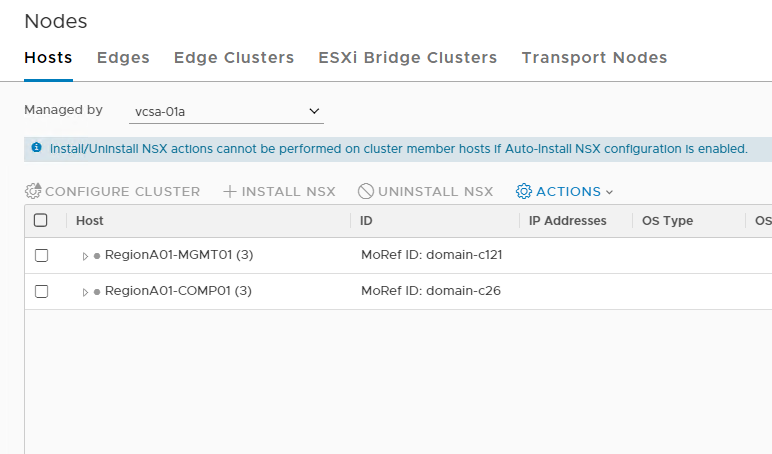 Nodes
Hosts Edges Edge Clusters ESXi Bridge Clusters Transport Nodes
Managed by vcsa-01a
Install/Uninstall NSX actions cannot be performed on cluster member hosts if Auto-Install NSX configuration is enabled.
CONFIGURE CLUSTER INSTALL NSX UNINSTALL NSX ACTIONS
Host ID IP Addresses OS Type OS
RegionA01-MGMT01 (3) MoRef ID: domain-c121
RegionA01-COMP01 (3) MoRef ID: domain-c26